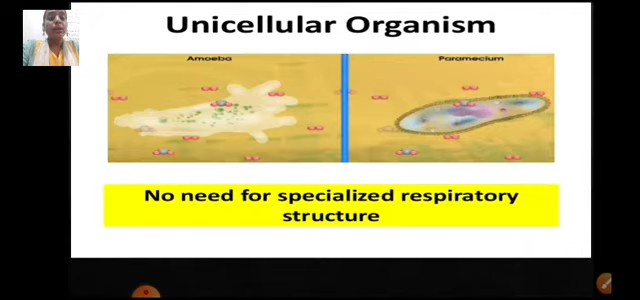 Unicellular Organism
Amoeba
Paramecium
No need for specialized respiratory
structure